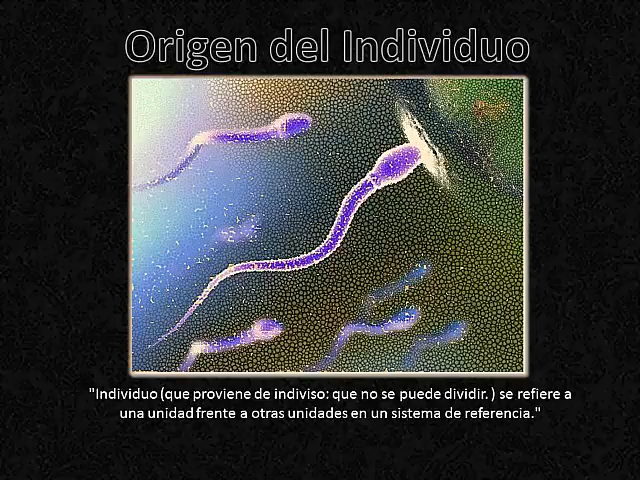 Origen del Individuo
"Individuo (que proviene de indiviso: que no se puede dividir. ) se refiere a
una unidad frente a otras unidades en un sistema de referencia."